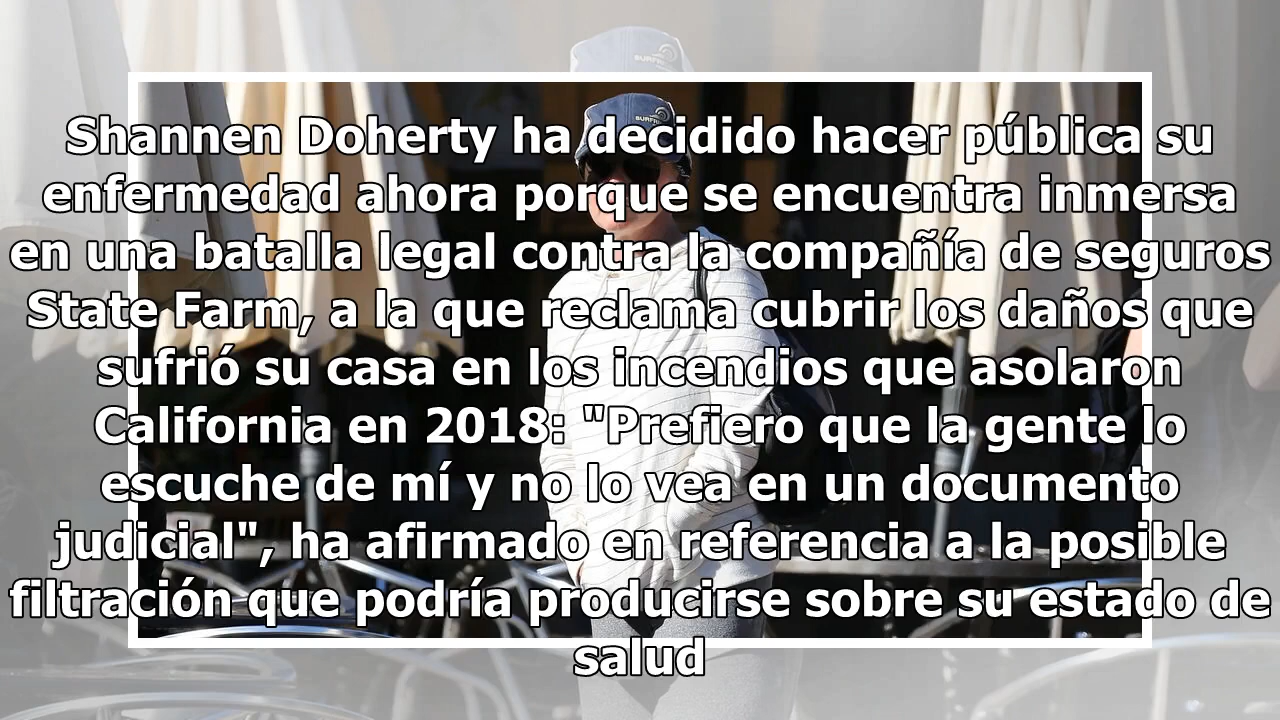 SURFR
SURFR
Shannen Doherty ha decidido hacer pública su
enfermedad ahora porque se encuentra inmersa
en una batalla legal contra la compañía de seguros
State Farm, a la que reclama cubrir los daños que
sufrió su casa en los incendios que asolaron
California en 2018: "Prefiero que la gente lo
escuche de mí y no lo vea en un documento
judicial", ha afirmado en referencia a la posible
filtración que podría producirse sobre su estado de
salud